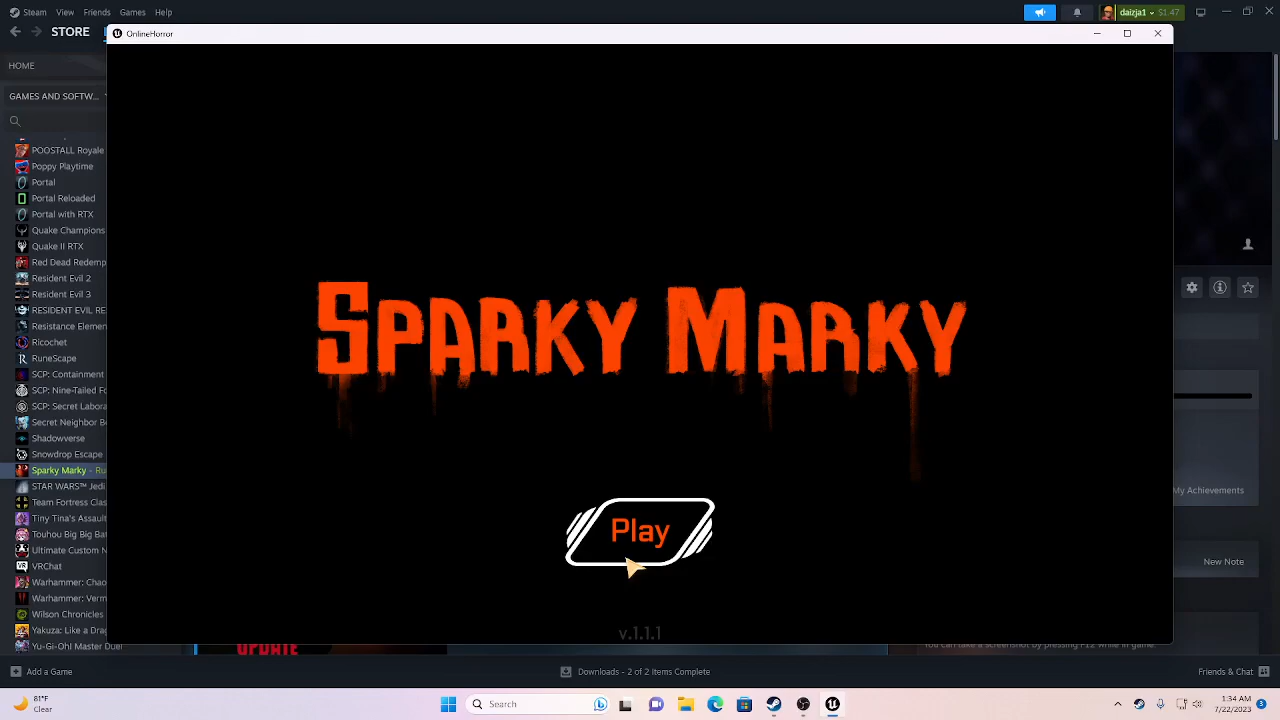 Steam View Friends Games Help
daizja1 $1.47
STORE
OnlineHorror
HOME
GAMES AND SOFTW...
POOSTALL Royale
Poppy Playtime
Portal
Portal Reloaded
Portal with RTX
Quake Champions
Quake II RTX
Red Dead Redemp
Resident Evil 2
Resident Evil 3
RESIDENT EVIL RE
Resistance Elemen
Ricochet
RuneScape
SCP: Containment
SCP: Nine-Tailed Fo
SCP: Secret Labora
Secret Neighbor B
Shadowverse
Snowdrop Escape
Sparky Marky - Ru
STAR WARS™ Jedi
Team Fortress Clas
Tiny Tina's Assault
Touhou Big Big Bat
Ultimate Custom N
VRChat
Warhammer: Chao
Warhammer: Verm
Wilson Chronicles
Yakuza: Like a Drag
Yu-Gi-Oh! Master Duel
SPARKY MARKY
Play
v.1.1.1
My Achievements
New Note
UPDATE
You can take a screenshot by pressing F12 while in game.
Add a Game
Downloads - 2 of 2 Items Complete
Friends & Chat
81°F
Clear
Search
1:34